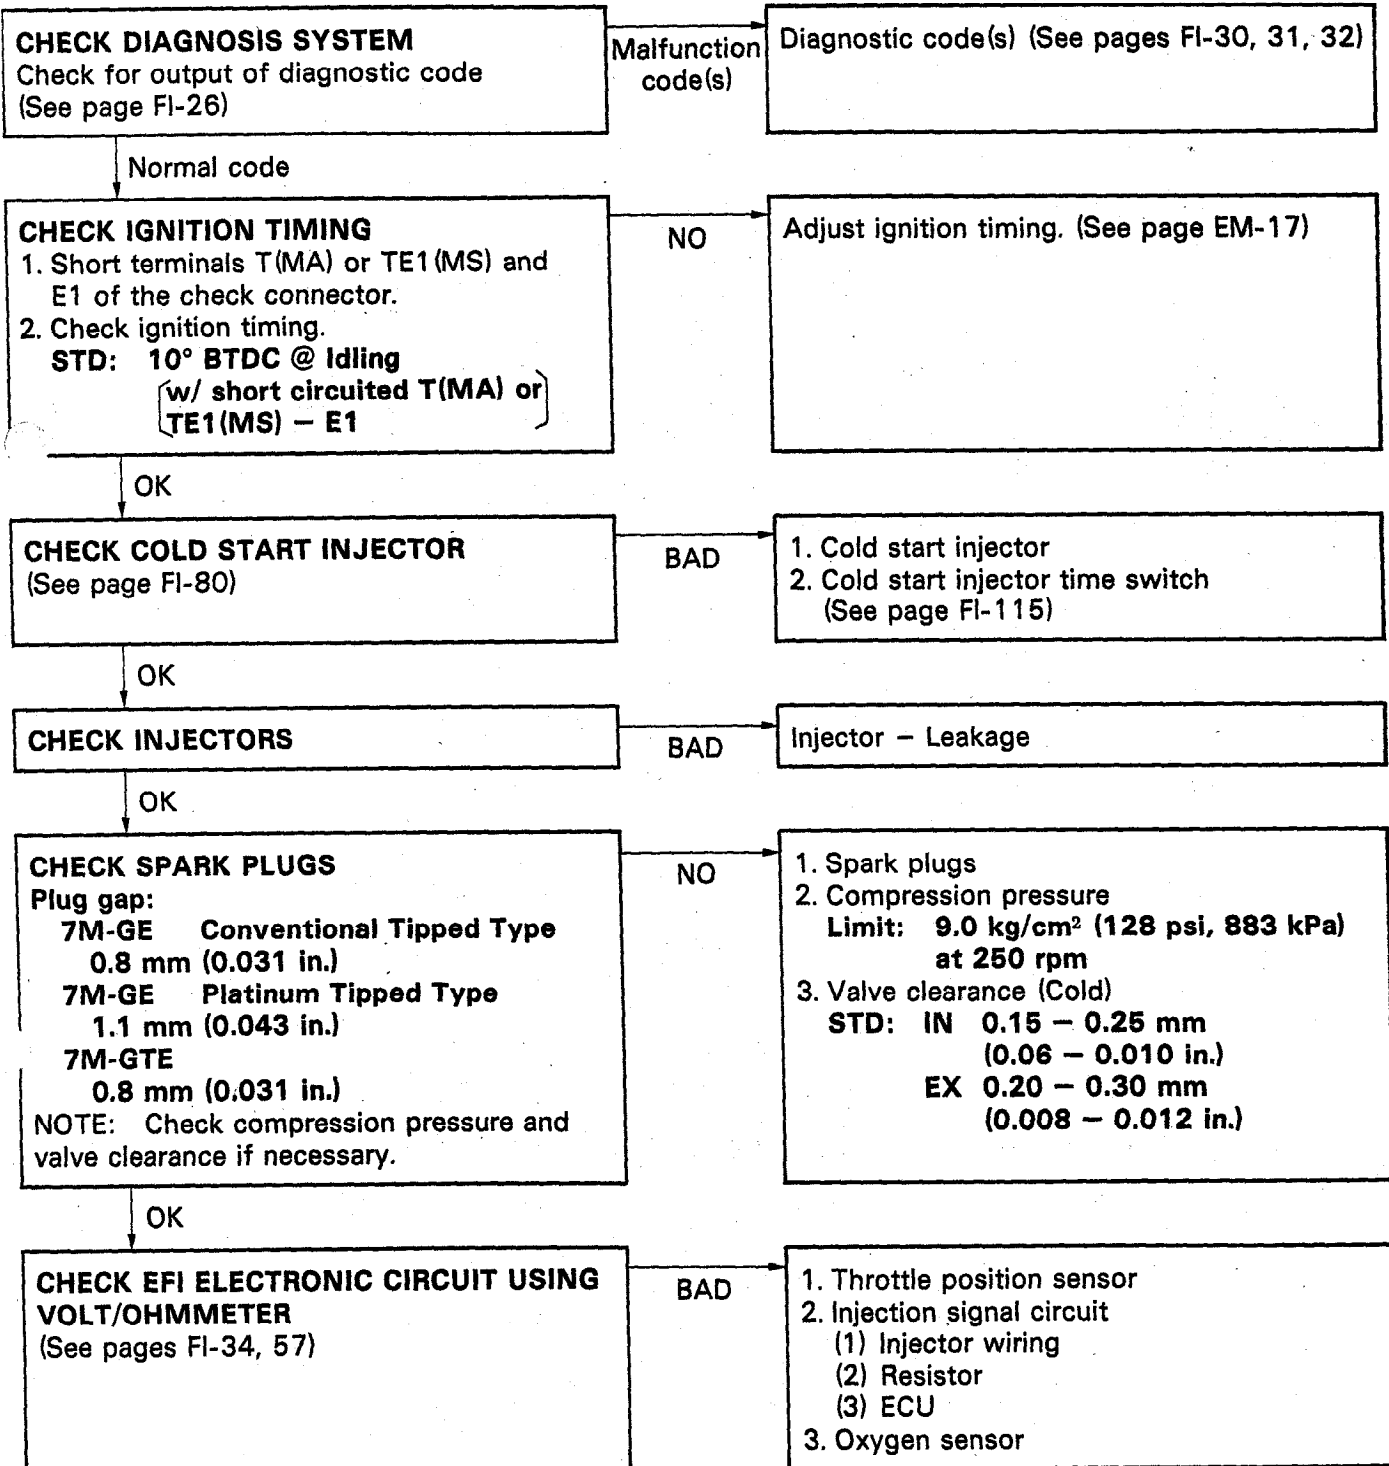 CHECK DIAGNOSIS SYSTEM
Check for output of diagnostic code
(See page FI-26)
Malfunction
code(s)
Diagnostic code(s) (See pages FI-30, 31, 32)
Normal code
CHECK IGNITION TIMING
1. Short terminals T(MA) or TE1(MS) and
E1 of the check connector.
2. Check ignition timing.
STD: 10° BTDC @ Idling
w/ short circuited T(MA) or
TE1(MS) – E1
NO
Adjust ignition timing. (See page EM-17)
OK
CHECK COLD START INJECTOR
(See page FI-80)
BAD
1. Cold start injector
2. Cold start injector time switch
(See page FI-115)
OK
CHECK INJECTORS
BAD
Injector – Leakage
OK
CHECK SPARK PLUGS
Plug gap:
7M-GE Conventional Tipped Type
0.8 mm (0.031 in.)
7M-GE Platinum Tipped Type
1.1 mm (0.043 in.)
7M-GTE
0.8 mm (0.031 in.)
NOTE: Check compression pressure and
valve clearance if necessary.
NO
1. Spark plugs
2. Compression pressure
Limit: 9.0 kg/cm² (128 psi, 883 kPa)
at 250 rpm
3. Valve clearance (Cold)
STD: IN 0.15 – 0.25 mm
(0.06 – 0.010 in.)
EX 0.20 – 0.30 mm
(0.008 – 0.012 in.)
OK
CHECK EFI ELECTRONIC CIRCUIT USING
VOLT/OHMMETER
(See pages FI-34, 57)
BAD
1. Throttle position sensor
2. Injection signal circuit
(1) Injector wiring
(2) Resistor
(3) ECU
3. Oxygen sensor